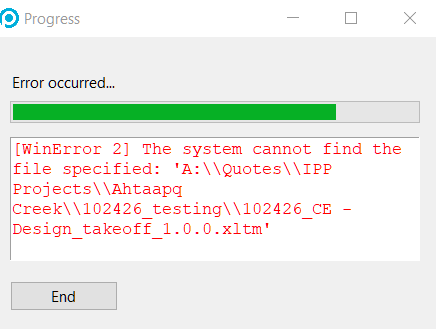 Progress
Error occurred...
[WinError 2] The system cannot find the
file specified: 'A:\\Quotes\\IPP
Projects\\Ahtaapq
Creek\\102426_testing\\102426_CE -
Design_takeoff_1.0.0.xltm'
End